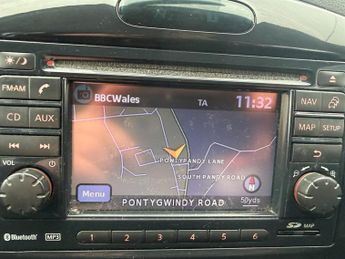 BBCWales TA 11:32
FM·AM
CD AUX
NAV
MAP SETUP
VOL
PONTYPANDY LANE
SOUTH PANDY ROAD
Menu
PONTYGWINDY ROAD
50yds
Bluetooth MP3
1 2 3 4 5 6
SD MAP